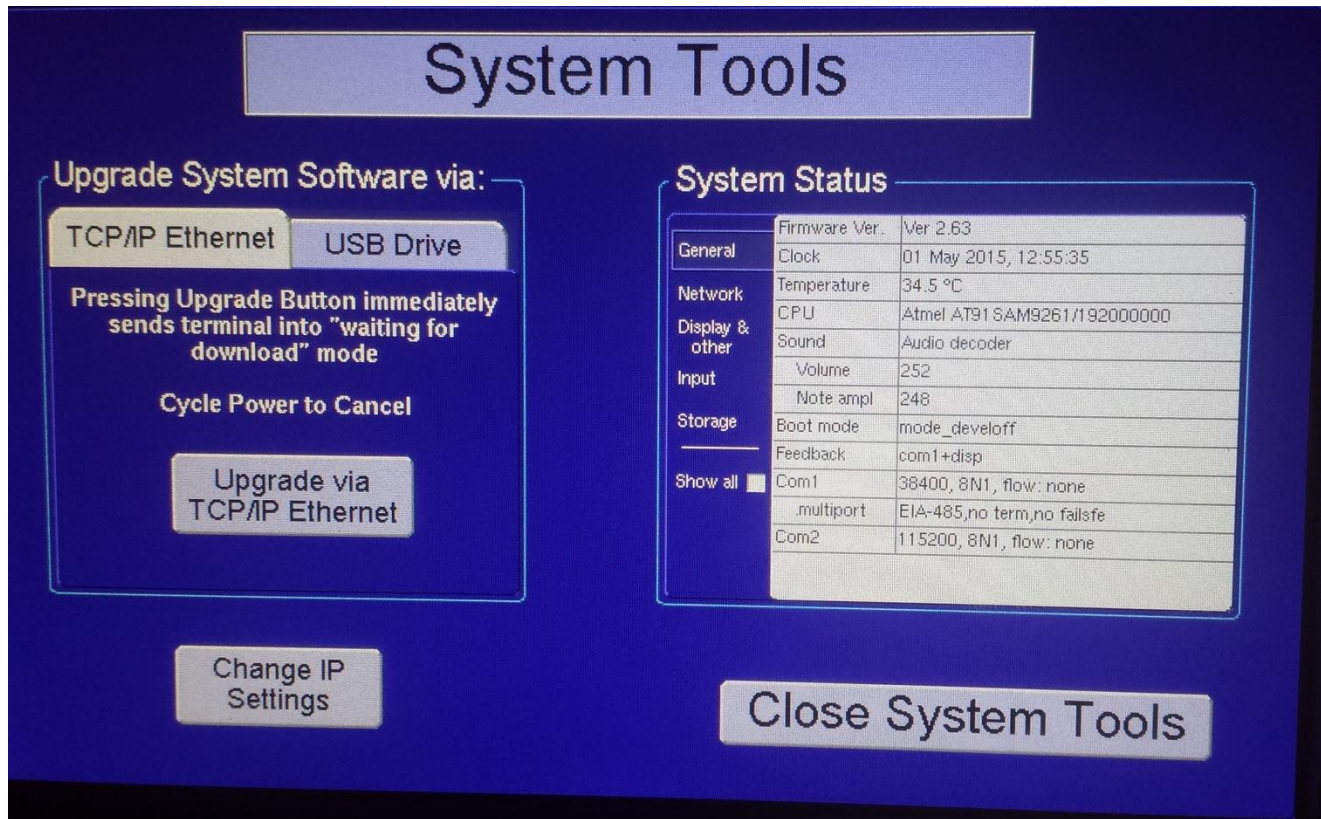 System Tools
Upgrade System Software via:
TCP/IP Ethernet
USB Drive
Pressing Upgrade Button immediately
sends terminal into "waiting for
download" mode
Cycle Power to Cancel
Upgrade via
TCP/IP Ethernet
Change IP
Settings
System Status
General
Network
Display &
other
Input
Storage
Show all
Firmware Ver. Ver 2.63
Clock 01 May 2015, 12:55:35
Temperature 34.5 °C
CPU Atmel AT91SAM9261/192000000
Sound Audio decoder
Volume 252
Note ampl 248
Boot mode mode_develoff
Feedback com1+disp
Com1 38400, 8N1, flow: none
.multiport EIA-485,no term,no failsfe
Com2 115200, 8N1, flow: none
Close System Tools